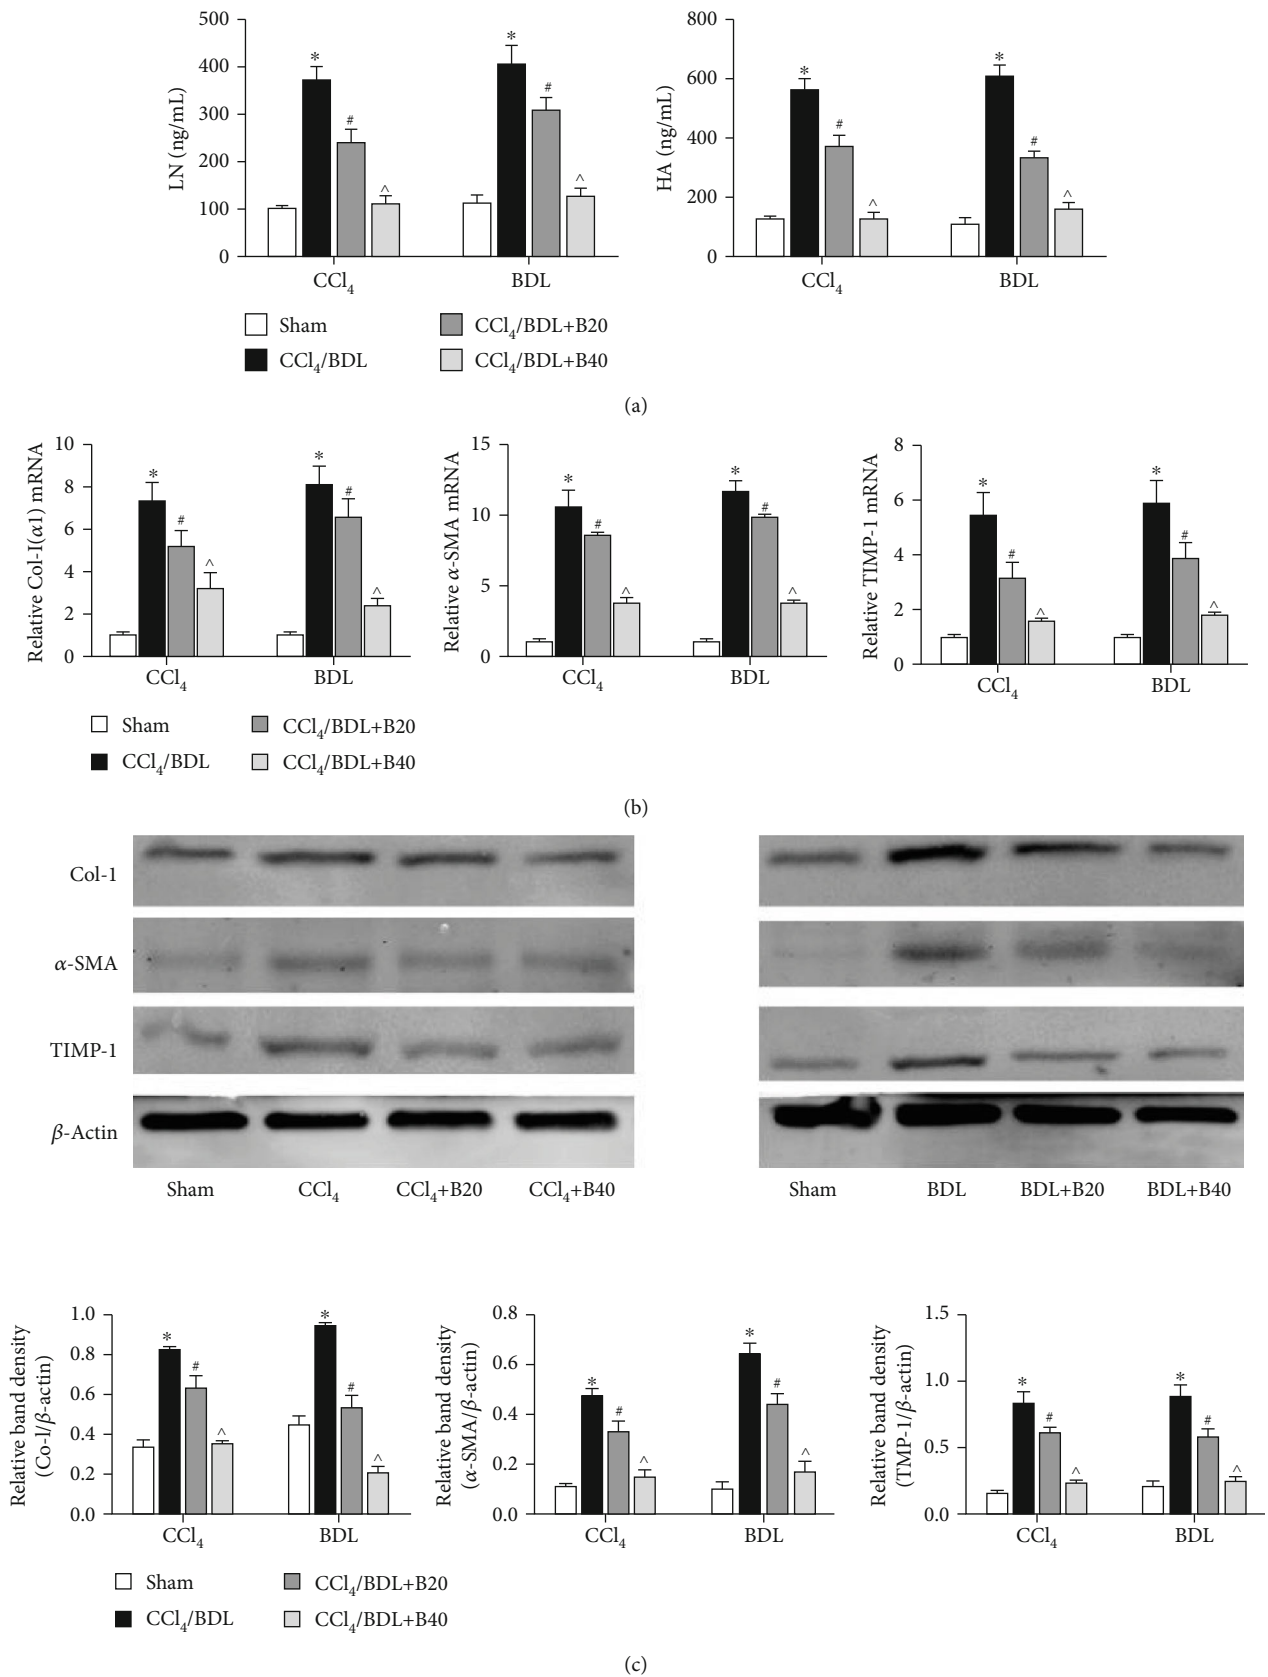 500
400
300
200
100
0
LN (ng/mL)
*
#
^
*
#
^
CCl₄
BDL
800
600
400
200
0
HA (ng/mL)
*
#
^
*
#
^
CCl₄
BDL
Sham
CCl₄/BDL
CCl₄/BDL+B20
CCl₄/BDL+B40
(a)
10
8
6
4
2
0
Relative Col-I(α1) mRNA
*
#
^
*
#
^
CCl₄
BDL
15
10
5
0
Relative α-SMA mRNA
*
#
^
*
#
^
CCl₄
BDL
8
6
4
2
0
Relative TIMP-1 mRNA
*
#
^
*
#
^
CCl₄
BDL
Sham
CCl₄/BDL
CCl₄/BDL+B20
CCl₄/BDL+B40
(b)
Col-1
α-SMA
TIMP-1
β-Actin
Sham CCl₄ CCl₄+B20 CCl₄+B40
Sham BDL BDL+B20 BDL+B40
1.0
0.8
0.6
0.4
0.2
0.0
Relative band density
(Co-I/β-actin)
*
#
^
*
#
^
CCl₄
BDL
0.8
0.6
0.4
0.2
0.0
Relative band density
(α-SMA/β-actin)
*
#
^
*
#
^
CCl₄
BDL
1.5
1.0
0.5
0.0
Relative band density
(TMP-1/β-actin)
*
#
^
*
#
^
CCl₄
BDL
Sham
CCl₄/BDL
CCl₄/BDL+B20
CCl₄/BDL+B40
(c)